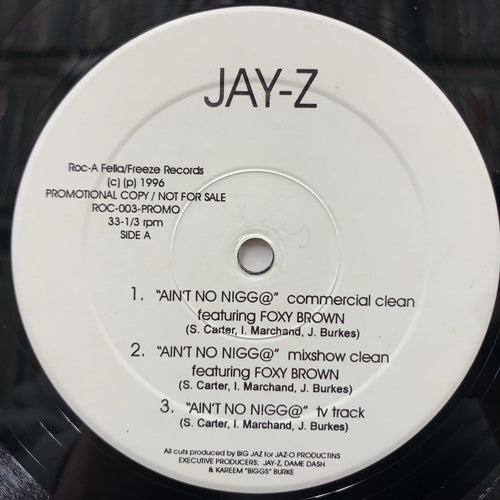 JAY-Z
Roc-A Fella/Freeze Records
(c) (p) 1996
PROMOTIONAL COPY / NOT FOR SALE
ROC-003-PROMO
33-1/3 rpm
SIDE A
1. "AIN'T NO NIGG@" commercial clean
featuring FOXY BROWN
(S. Carter, I. Marchand, J. Burkes)
2. "AIN'T NO NIGG@" mixshow clean
featuring FOXY BROWN
(S. Carter, I. Marchand, J. Burkes)
3. "AIN'T NO NIGG@" tv track
(S. Carter, I. Marchand, J. Burkes)
All cuts produced by BIG JAZ for JAZ-O PRODUCTINS
EXECUTIVE PRODUCERS: JAY-Z, DAME DASH
& KAREEM "BIGGS" BURKE